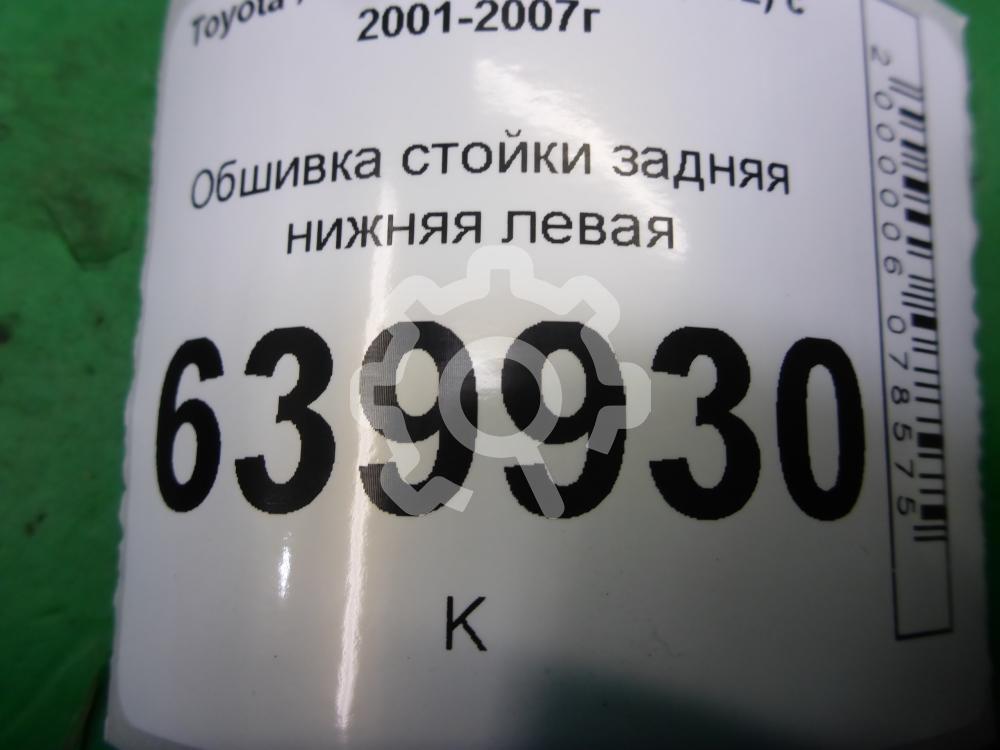 Toyota
2001-2007г
Обшивка стойки задняя
нижняя левая
639930
К
2000006078575